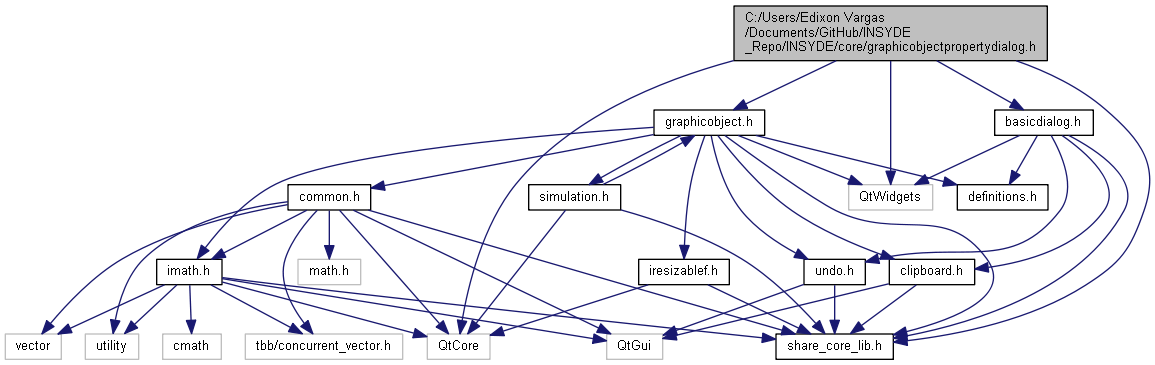 C:/Users/Edixon Vargas
/Documents/GitHub/INSYDE
_Repo/INSYDE/core/graphicobjectpropertydialog.h
graphicobject.h
basicdialog.h
common.h
simulation.h
QtWidgets
definitions.h
imath.h
math.h
iresizablef.h
undo.h
clipboard.h
vector
utility
cmath
tbb/concurrent_vector.h
QtCore
QtGui
share_core_lib.h